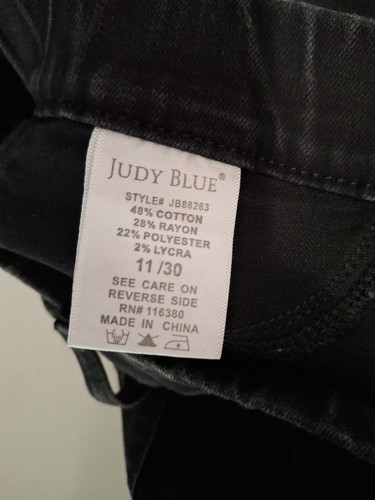 JUDY BLUE®
STYLE# JB88263
48% COTTON
28% RAYON
22% POLYESTER
2% LYCRA
11 /30
SEE CARE ON
REVERSE SIDE
RN# 116380
MADE IN CHINA